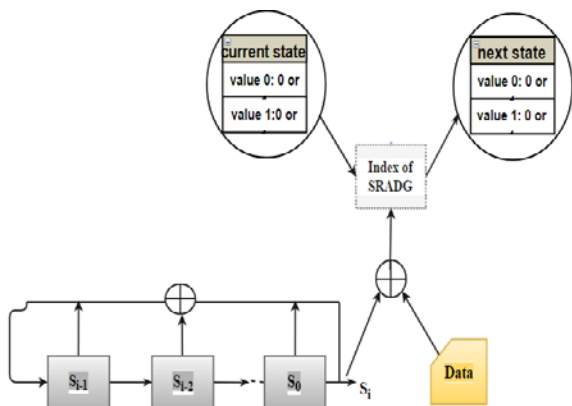 current state
value 0: 0 or
value 1:0 or
next state
value 0: 0 or
value 1: 0 or
Index of
SRADG
Si-1
Si-2
S0
Si
Data